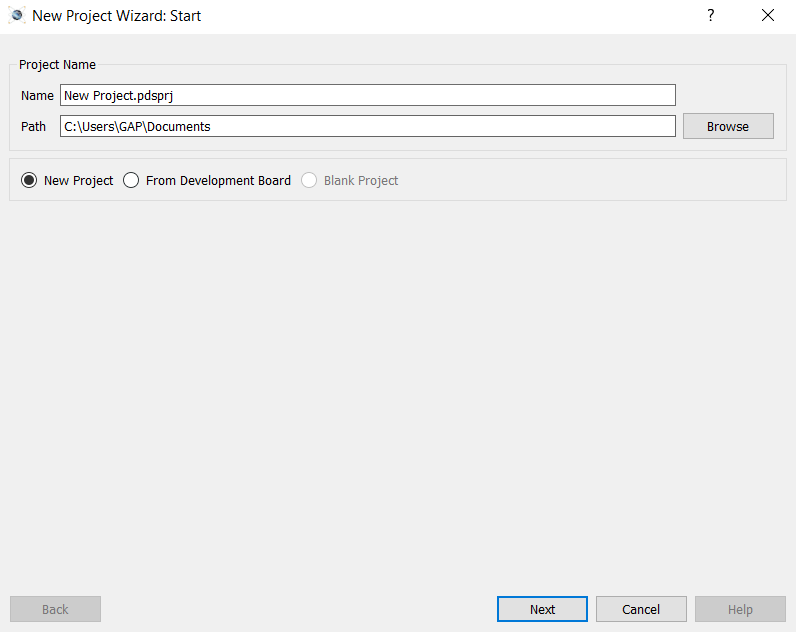 New Project Wizard: Start
?
Project Name
Name New Project.pdsprj
Path C:\Users\GAP\Documents Browse
New Project From Development Board Blank Project
Back Next Cancel Help